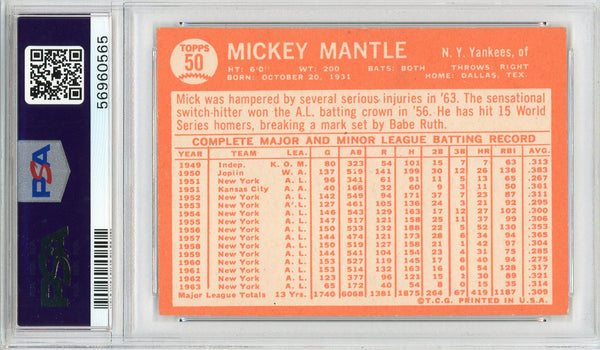 56960565
PSA
PSA
TOPPS
50
MICKEY MANTLE
N. Y. Yankees, of
HT: 6'0" WT: 200 BATS: BOTH THROWS: RIGHT
BORN: OCTOBER 20, 1931 HOME: DALLAS, TEX.
Mick was hampered by several serious injuries in '63. The sensational
switch-hitter won the A.L. batting crown in '56. He has hit 15 World
Series homers, breaking a mark set by Babe Ruth.
COMPLETE MAJOR AND MINOR LEAGUE BATTING RECORD
YEAR TEAM LEA. G AB R H 2B 3B HR RBI AVG.
1949 Indep. K. O. M. 323 54 101 15 7 7 63 .313
1950 Joplin W. A. 137 519 141 199 30 12 26 136 .383
1951 New York A. L. 96 341 61 91 11 5 13 65 .267
1951 Kansas City A. A. 40 166 32 60 9 3 11 50 .361
1952 New York A. L. 142 549 94 171 37 7 23 87 .311
1953 New York A. L. 127 461 105 136 24 3 21 92 .295
1954 New York A. L. 146 543 129 163 17 12 27 102 .300
1955 New York A. L. 147 517 121 158 25 11 37 99 .306
1956 New York A. L. 150 533 132 188 22 5 52 130 .353
1957 New York A. L. 144 474 121 173 28 6 34 94 .365
1958 New York A. L. 150 519 127 158 21 1 42 97 .304
1959 New York A. L. 144 541 104 154 23 4 31 75 .285
1960 New York A. L. 153 527 119 145 17 6 40 94 .275
1961 New York A. L. 153 514 132 163 16 6 54 128 .317
1962 New York A. L. 123 377 96 121 15 1 30 89 .321
1963 New York A. L. 65 172 40 54 8 0 15 35 .314
Major League Totals 13 Yrs. 1740 6068 1381 1875 264 67 419 1187 .309
© T.C.G. PRINTED IN U.S.A.